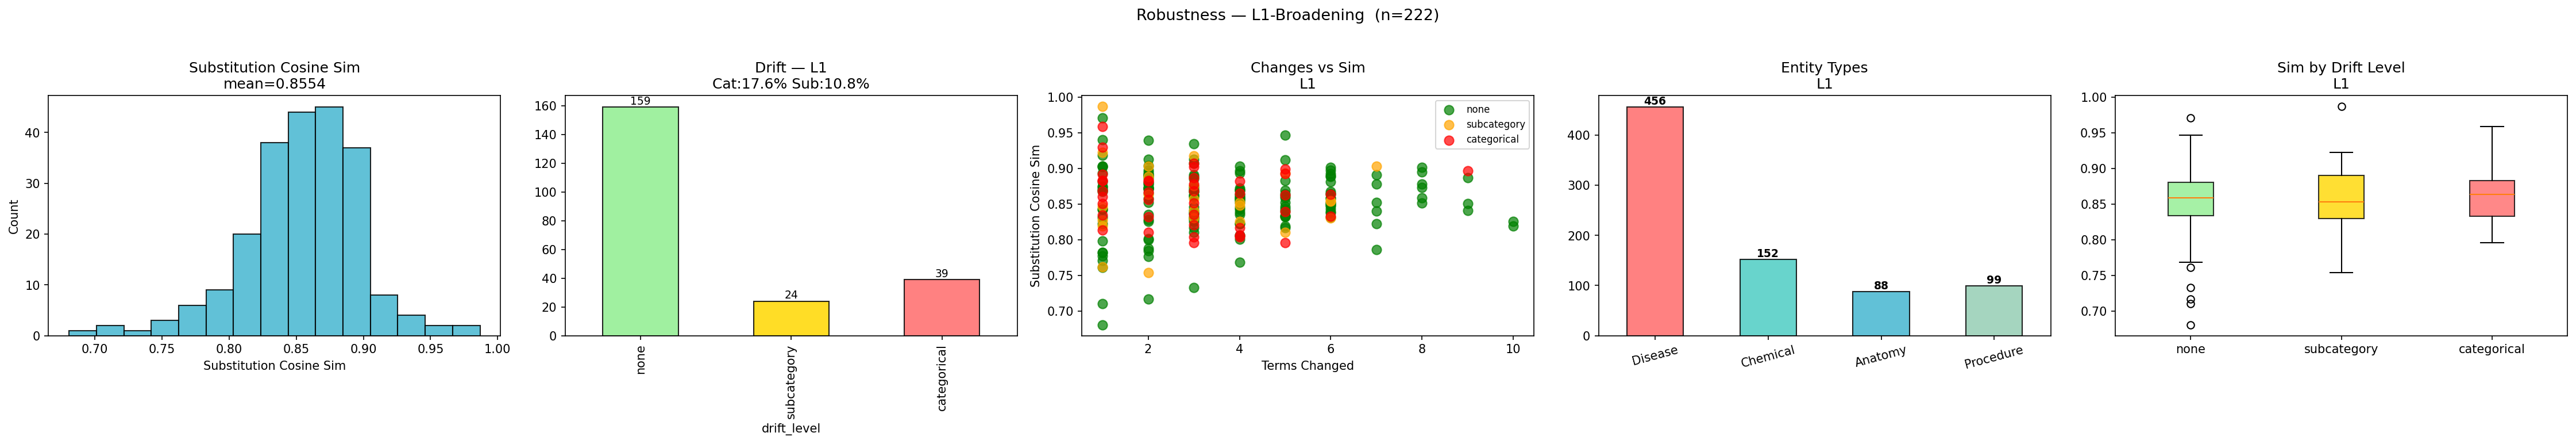 Robustness — L1-Broadening  (n=222)
Substitution Cosine Sim
mean=0.8554
Count
40
30
20
10
0
0.70 0.75 0.80 0.85 0.90 0.95 1.00
Substitution Cosine Sim
Drift — L1
Cat:17.6% Sub:10.8%
160
140
120
100
80
60
40
20
0
159
24
39
none
subcategory
categorical
drift_level
Changes vs Sim
L1
Substitution Cosine Sim
1.00
0.95
0.90
0.85
0.80
0.75
0.70
none
subcategory
categorical
2 4 6 8 10
Terms Changed
Entity Types
L1
400
300
200
100
0
456
152
88
99
Disease
Chemical
Anatomy
Procedure
Sim by Drift Level
L1
1.00
0.95
0.90
0.85
0.80
0.75
0.70
none subcategory categorical